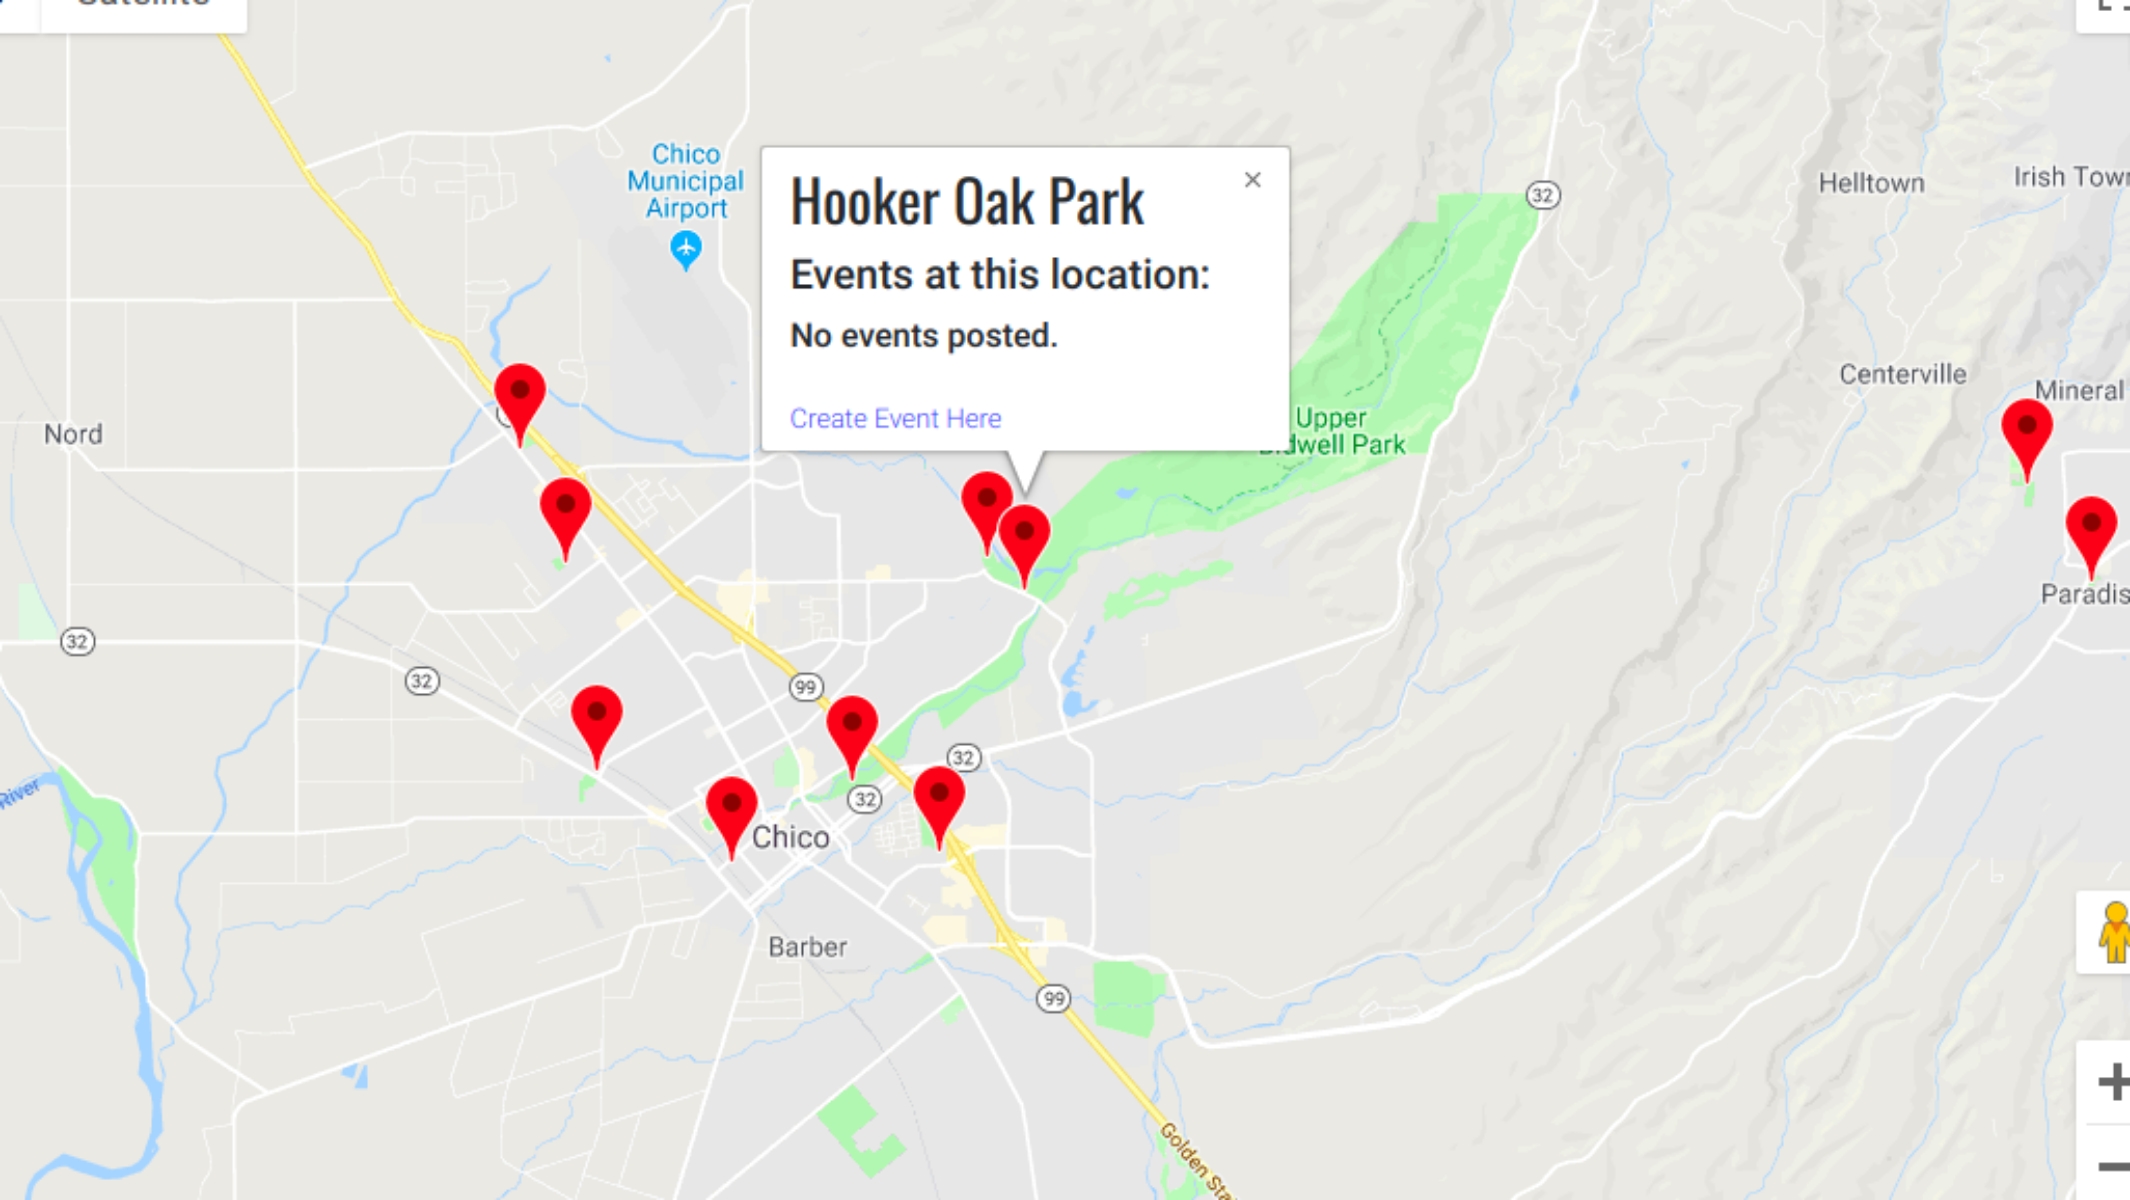 Satellite
Chico
Municipal
Airport
Hooker Oak Park
×
Events at this location:
No events posted.
Create Event Here
32
Helltown
Irish Town
Centerville
Mineral
Upper
dwell Park
Nord
Paradis
32
32
99
32
32
River
Chico
Barber
99
Golden Sta